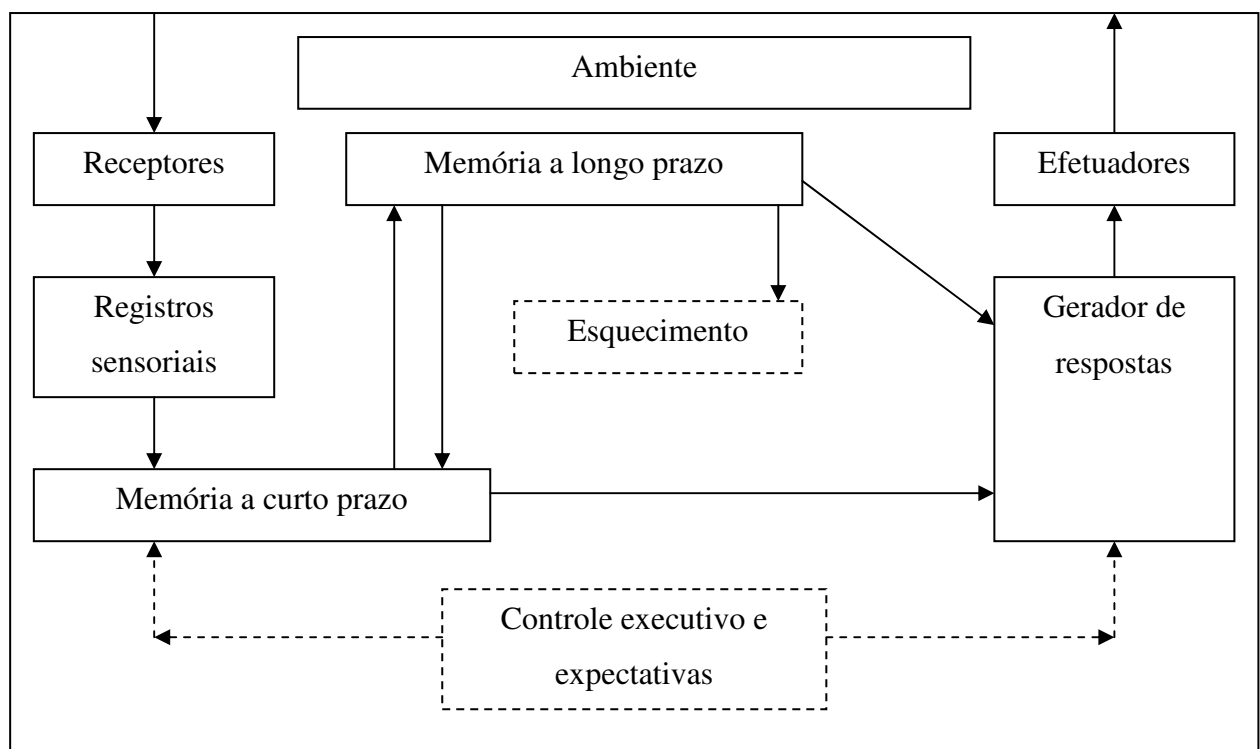 Ambiente
Receptores
Memória a longo prazo
Efetuadores
Registros
sensoriais
Esquecimento
Gerador de
respostas
Memória a curto prazo
Controle executivo e
expectativas